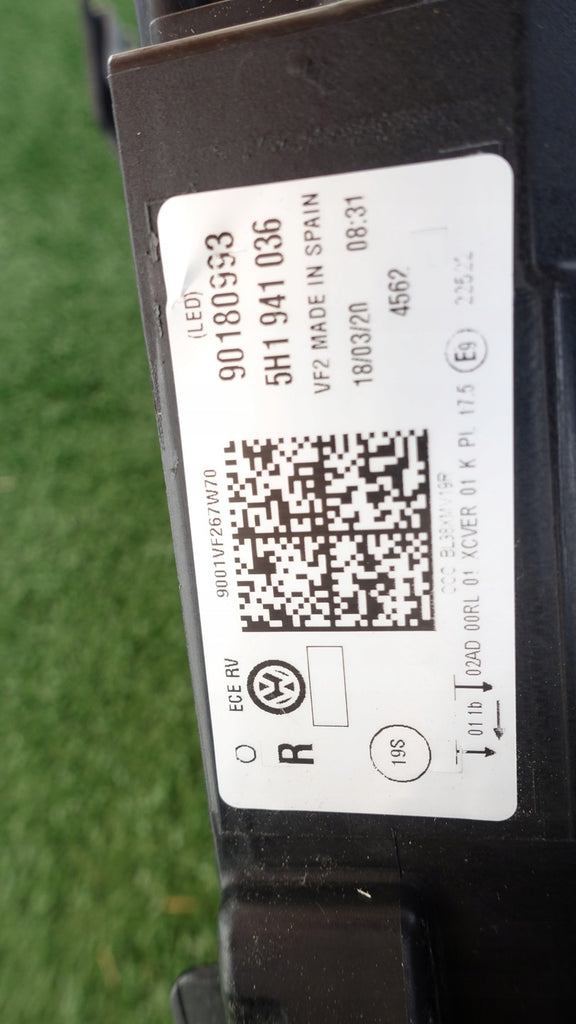 (LED)
90180993
5H1 941 036
VF2 MADE IN SPAIN
18/03/20 08:31
4562
9001VF267W70
ECE RV
R
19S
01 1b 02AD 00RL 01 XCVER 01 K PL 17.5 E9